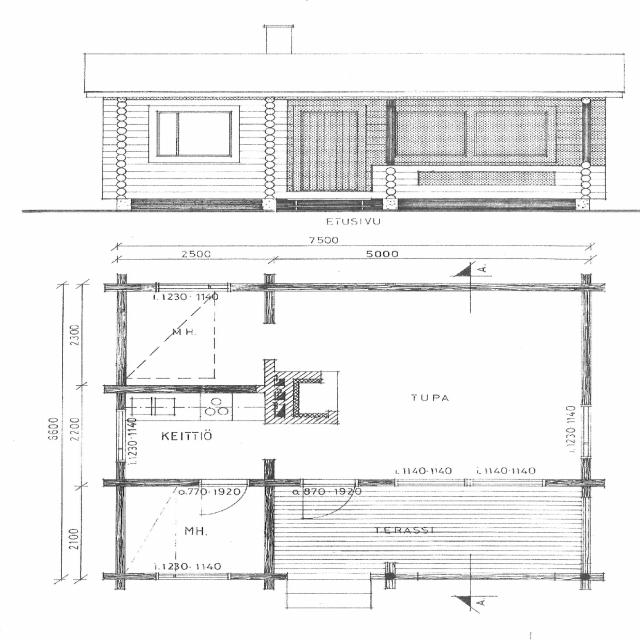 ETUSIVU
7500
2500
5000
A
i.1230·1140
2300
M.H.
TUPA
6600
2200
i.1230·1140
i.1230·1140
KEITTIÖ
i.1140·1140
i.1140·1140
o.770·1920
o.870·1920
2100
MH.
TERASSI
i.1230·1140
A